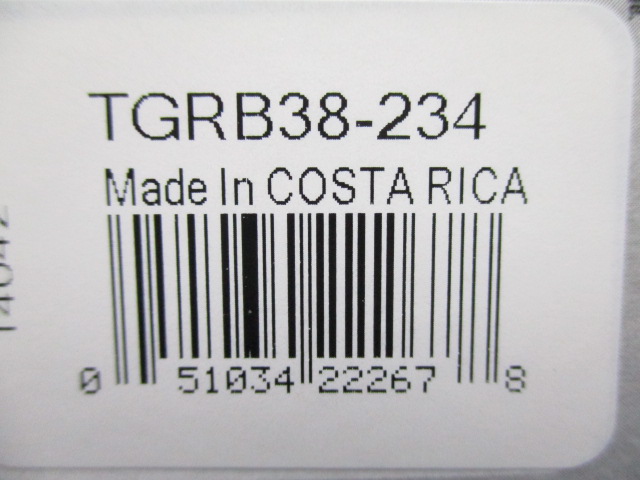 TGRB38-234
Made In COSTA RICA
0 51034 22267 8